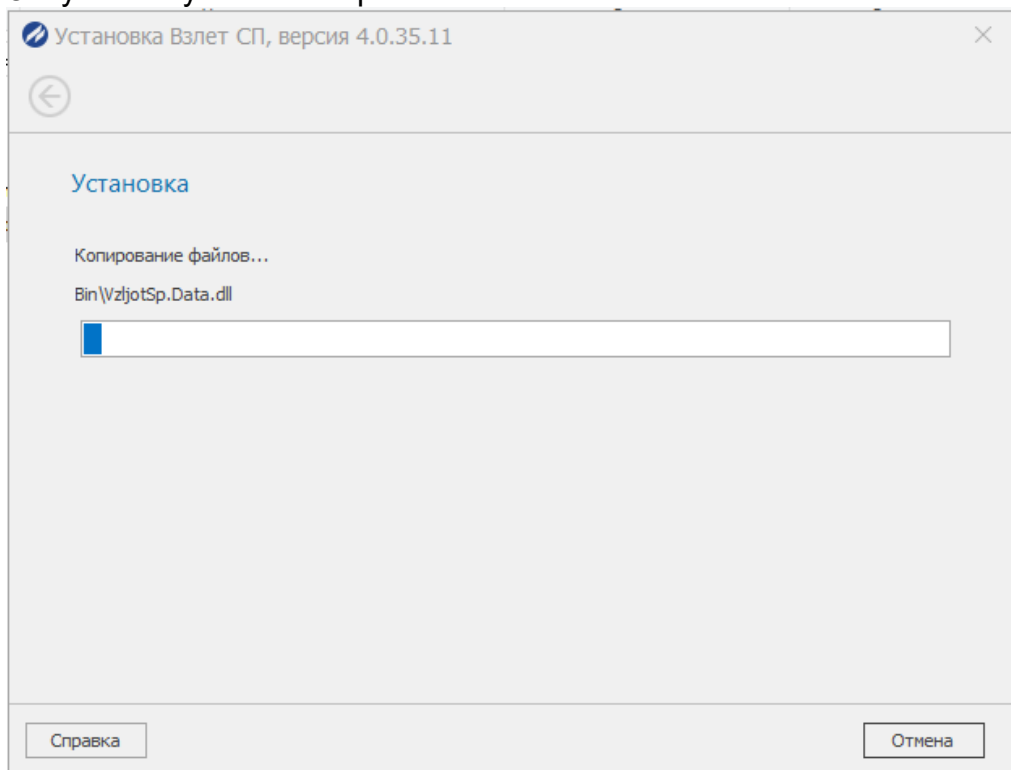 Установка Взлет СП, версия 4.0.35.11
Установка
Копирование файлов...
Bin\VzljotSp.Data.dll
Справка
Отмена